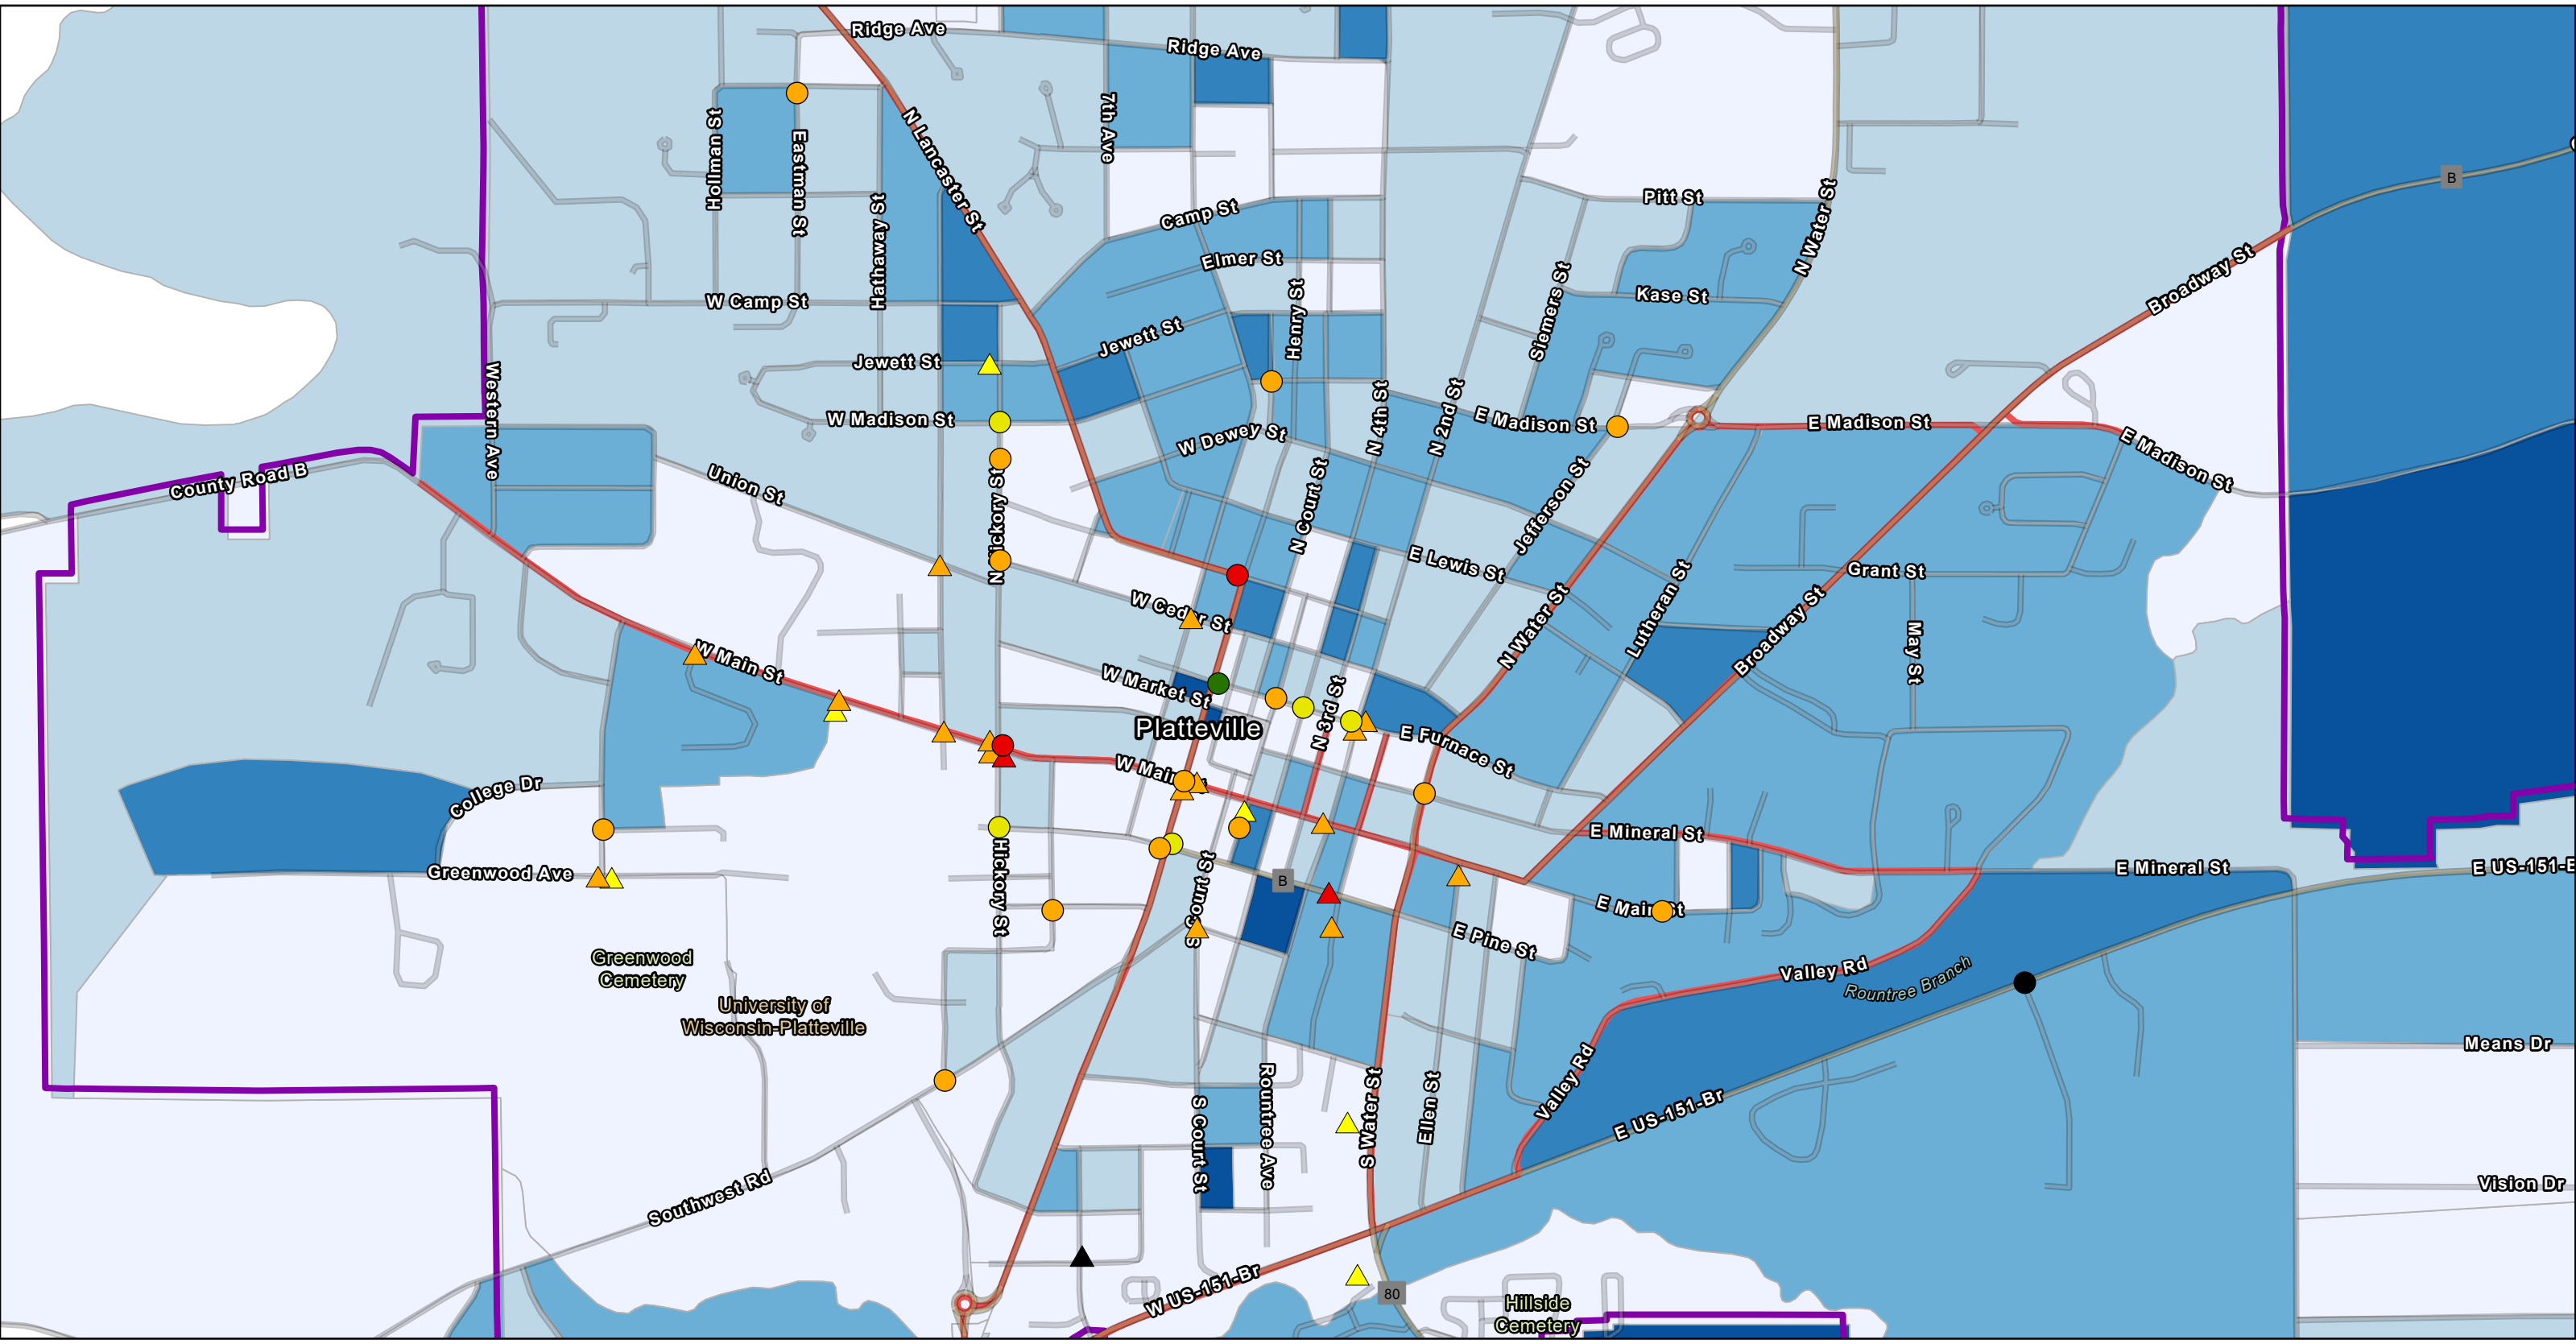 Ridge Ave
Ridge Ave
Hollman St
Eastman St
7th Ave
N Lancaster St
B
Pitt St
N Water St
Camp St
Hathaway St
Elmer St
Broadway St
W Camp St
Kase St
Siemers St
Henry St
Jewett St
Jewett St
Western Ave
W Madison St
W Dewey St
N 4th St
N 2nd St
E Madison St
E Madison St
E Madison St
County Road B
Union St
N Court St
Jefferson St
N Hickory St
E Lewis St
Grant St
W Cedar St
N Water St
Lutheran St
Broadway St
May St
W Main St
W Market St
N 3rd St
Platteville
E Furnace St
W Main St
College Dr
E Mineral St
E Mineral St
E US-151-B
Greenwood Ave
Hickory St
B
S Court St
E Main St
E Pine St
Greenwood
Cemetery
Valley Rd
Rountree Branch
University of
Wisconsin-Platteville
Means Dr
Valley Rd
E US-151-Br
S Court St
Rountree Ave
S Water St
Ellen St
Southwest Rd
Vision Dr
W US-151-Br
80
Hillside
Cemetery